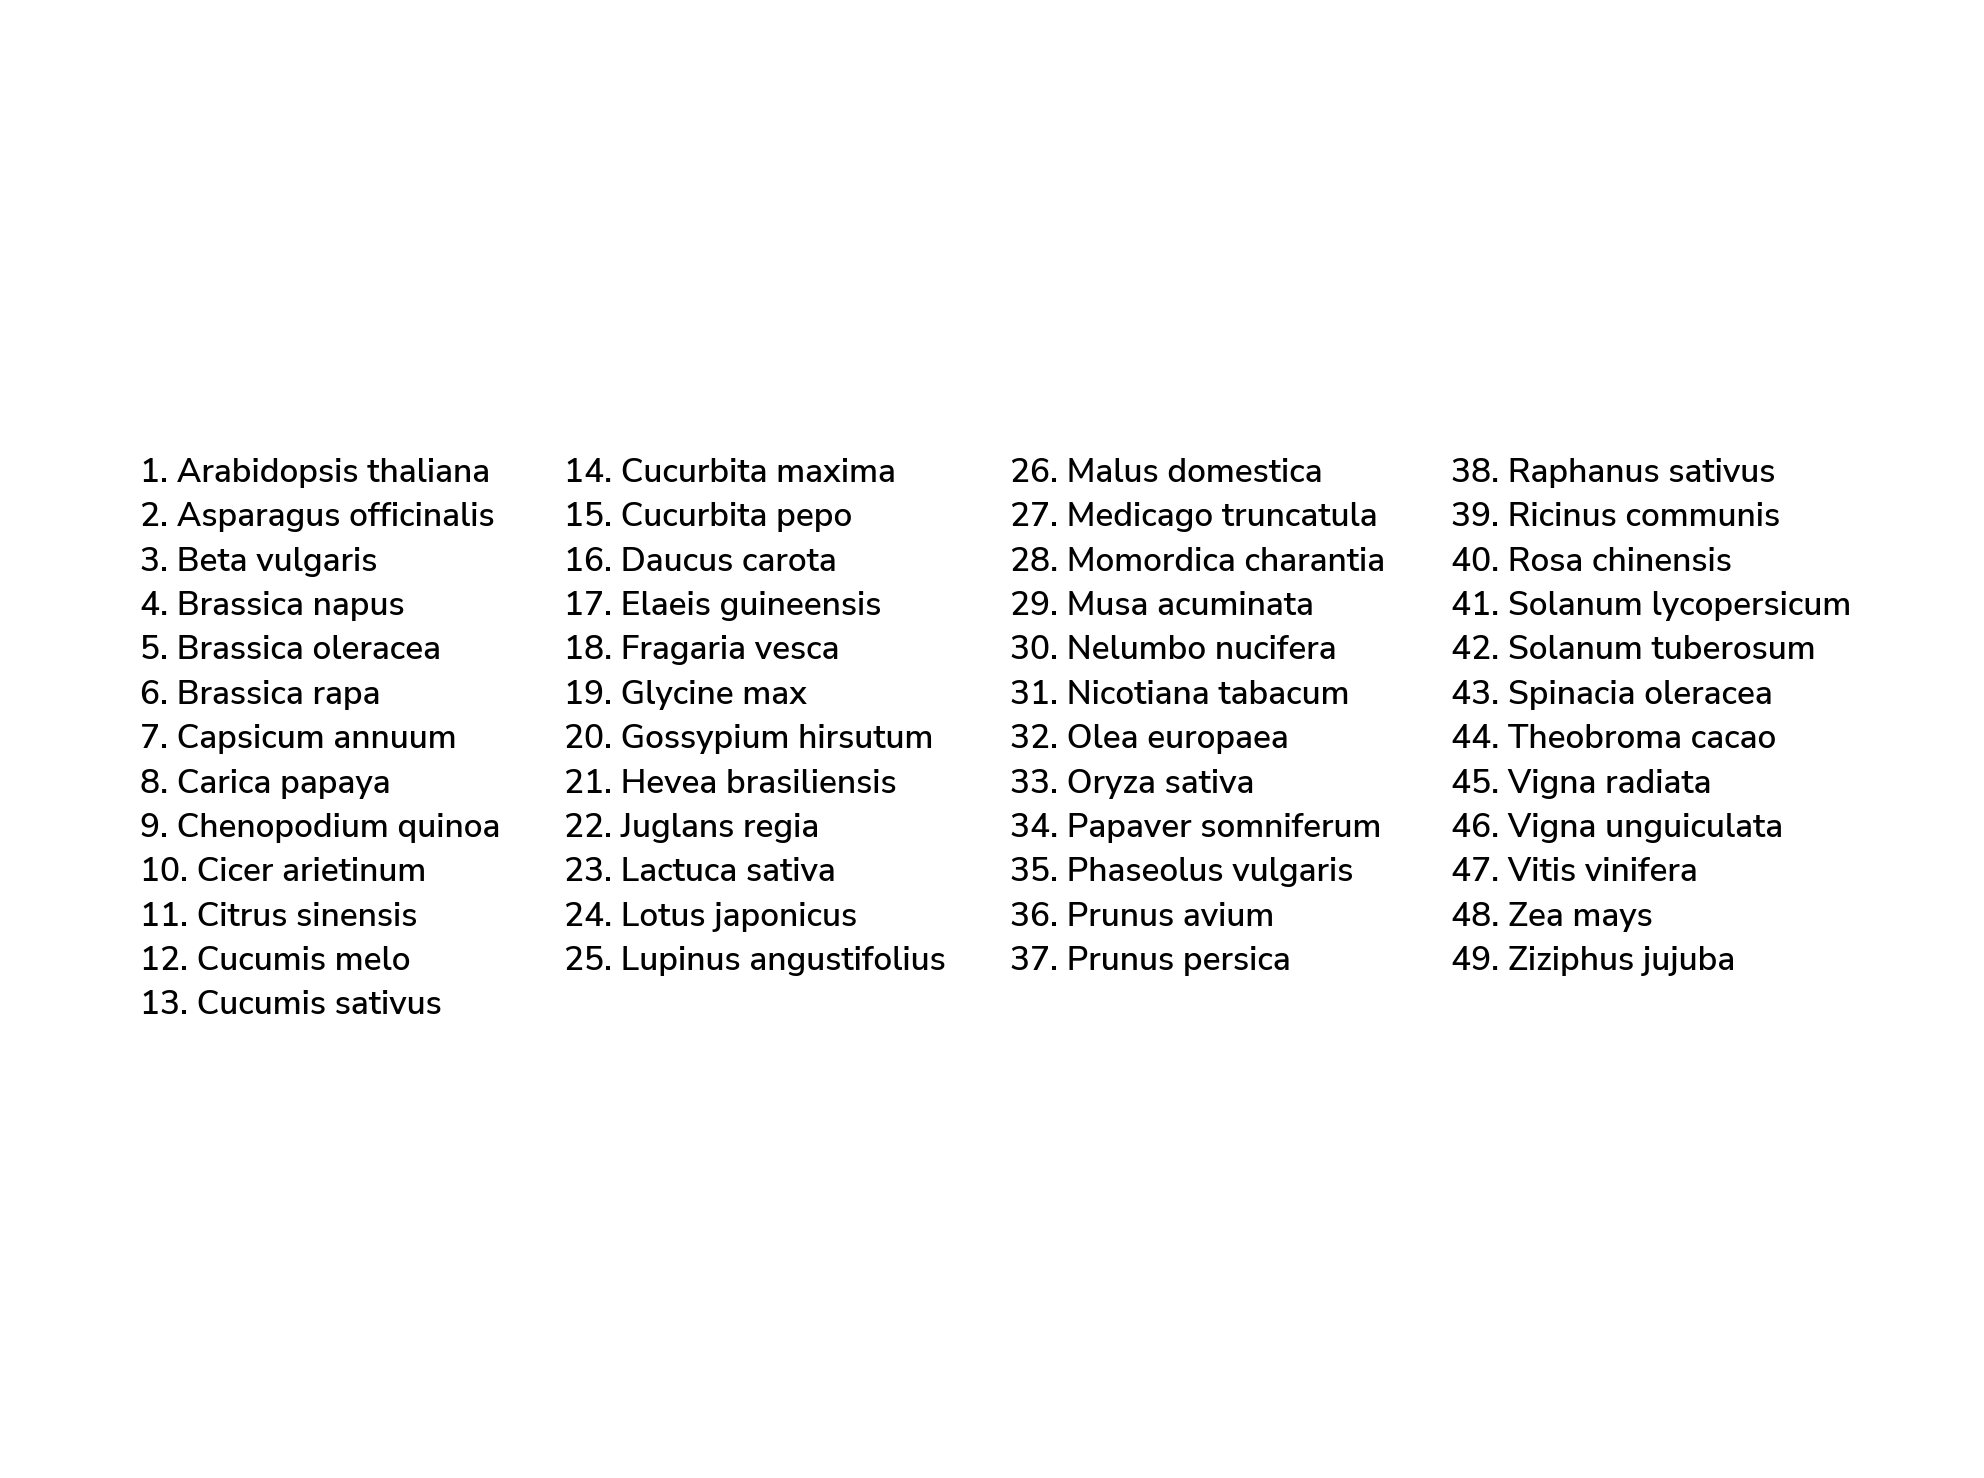 1. Arabidopsis thaliana
2. Asparagus officinalis
3. Beta vulgaris
4. Brassica napus
5. Brassica oleracea
6. Brassica rapa
7. Capsicum annuum
8. Carica papaya
9. Chenopodium quinoa
10. Cicer arietinum
11. Citrus sinensis
12. Cucumis melo
13. Cucumis sativus
14. Cucurbita maxima
15. Cucurbita pepo
16. Daucus carota
17. Elaeis guineensis
18. Fragaria vesca
19. Glycine max
20. Gossypium hirsutum
21. Hevea brasiliensis
22. Juglans regia
23. Lactuca sativa
24. Lotus japonicus
25. Lupinus angustifolius
26. Malus domestica
27. Medicago truncatula
28. Momordica charantia
29. Musa acuminata
30. Nelumbo nucifera
31. Nicotiana tabacum
32. Olea europaea
33. Oryza sativa
34. Papaver somniferum
35. Phaseolus vulgaris
36. Prunus avium
37. Prunus persica
38. Raphanus sativus
39. Ricinus communis
40. Rosa chinensis
41. Solanum lycopersicum
42. Solanum tuberosum
43. Spinacia oleracea
44. Theobroma cacao
45. Vigna radiata
46. Vigna unguiculata
47. Vitis vinifera
48. Zea mays
49. Ziziphus jujuba